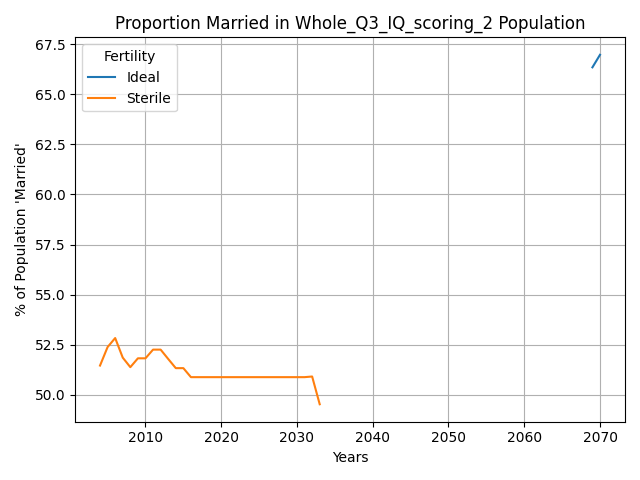 Proportion Married in Whole_Q3_IQ_scoring_2 Population
Fertility
Ideal
Sterile
% of Population 'Married'
67.5
65.0
62.5
60.0
57.5
55.0
52.5
50.0
2010 2020 2030 2040 2050 2060 2070
Years